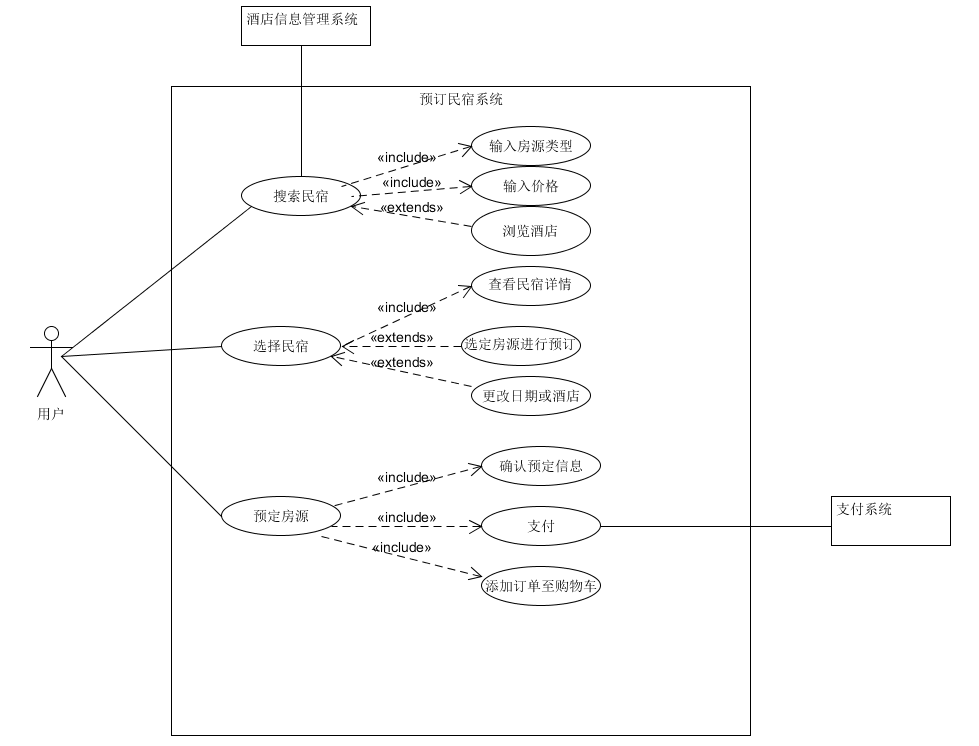 酒店信息管理系统
预订民宿系统
«include»
输入房源类型
«include»
输入价格
搜索民宿
«extends»
浏览酒店
«include»
查看民宿详情
选择民宿
«extends»
选定房源进行预订
«extends»
更改日期或酒店
用户
«include»
确认预定信息
预定房源
«include»
支付
支付系统
«include»
添加订单至购物车